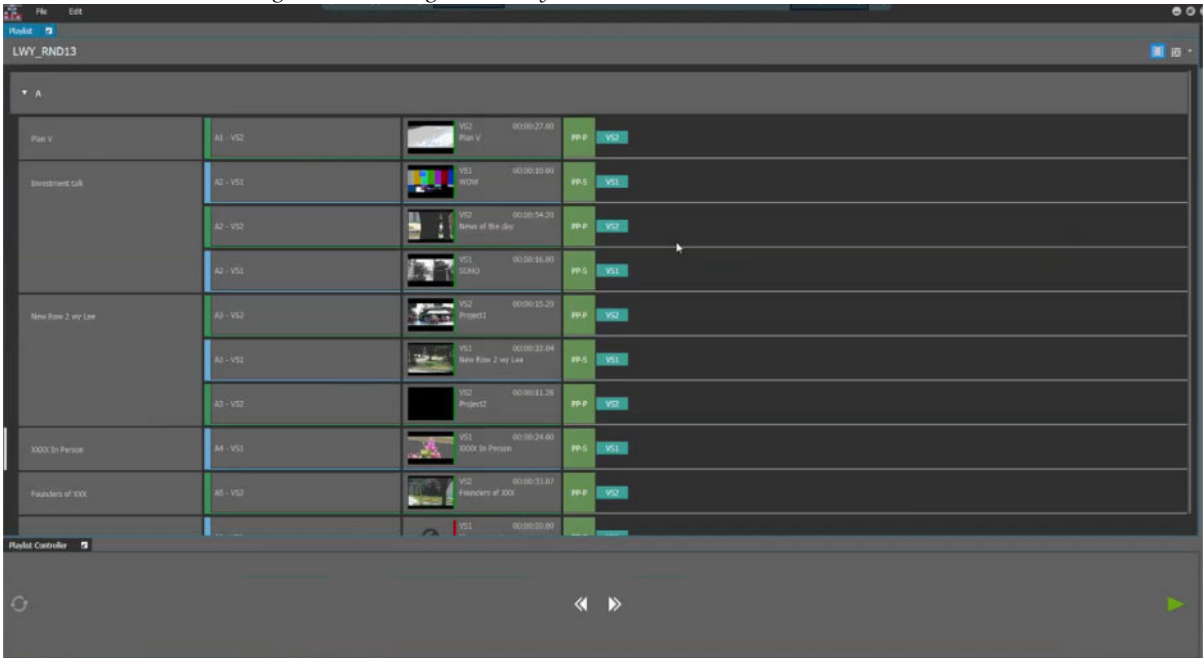 File Edit
Playlist
LWY_RND13
A
Plan V A1 - VS2 VS2 00:00:27.00 Plan V PP-P VS2
Investment talk A2 - VS1 VS1 00:00:10.00 WOW PP-S VS1
A2 - VS2 VS2 00:00:54.20 News of the day PP-P VS2
A2 - VS1 VS1 00:00:16.00 SOHO PP-S VS1
New Row 2 wy Lee A3 - VS2 VS2 00:00:15.20 Project1 PP-P VS2
A3 - VS1 VS1 00:00:23.04 New Row 2 wy Lee PP-S VS1
A3 - VS2 VS2 00:00:11.26 Project2 PP-P VS2
XXXX In Person A4 - VS1 VS1 00:00:24.00 XXXX In Person PP-S VS1
Founders of XXX A5 - VS2 VS2 00:00:33.07 Founders of XXX PP-P VS2
VS1 00:00:00.00
Playlist Controller